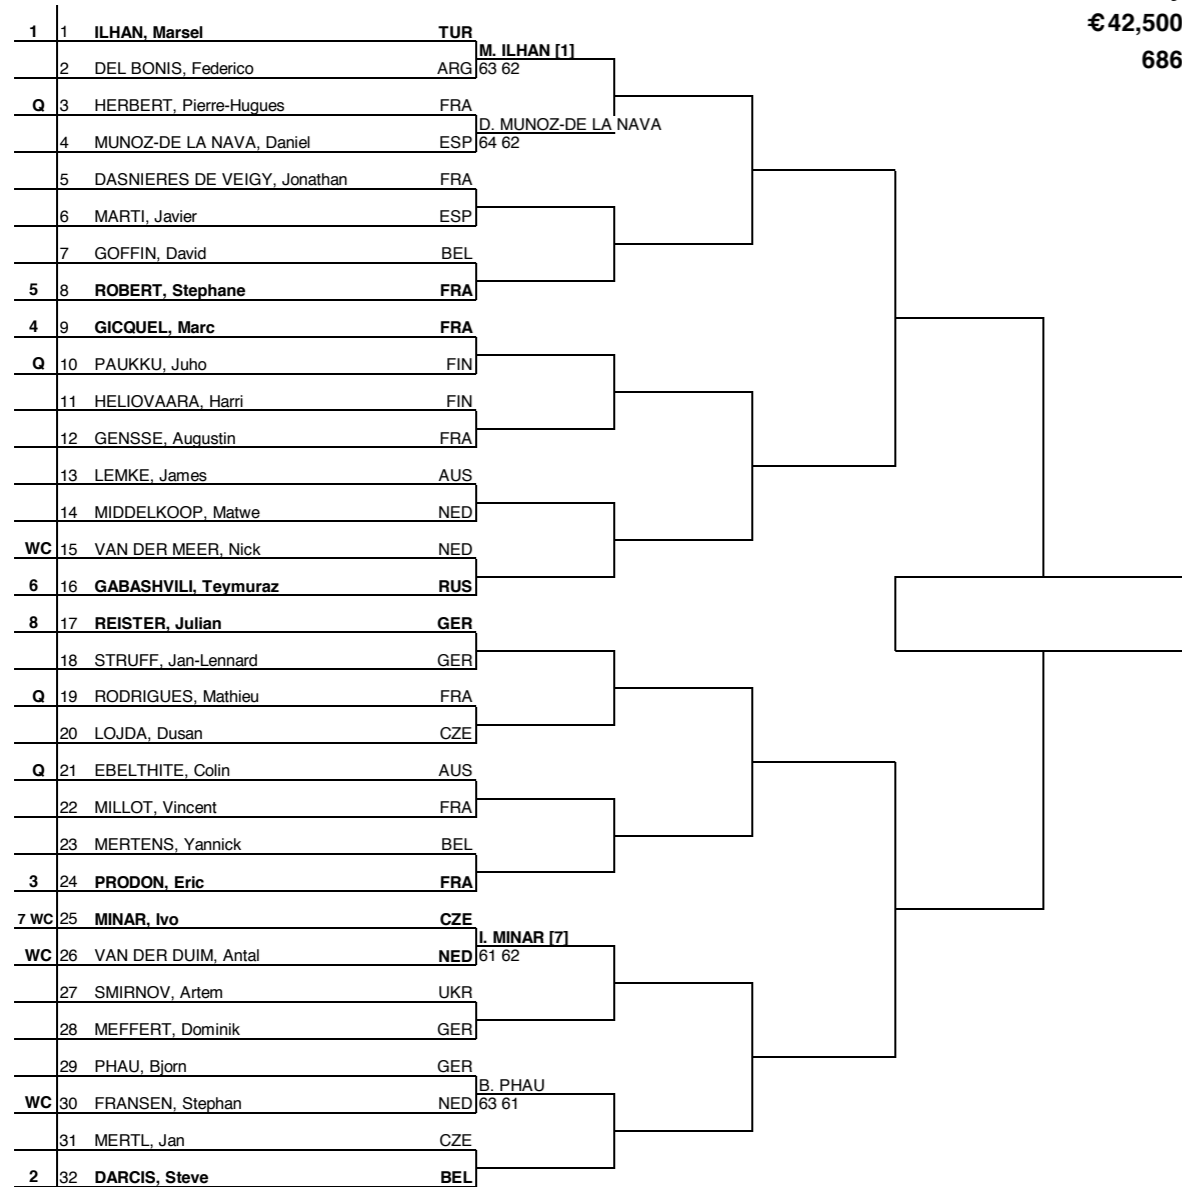 €42,500
1 1 ILHAN, Marsel TUR
M. ILHAN [1]
686
2 DEL BONIS, Federico ARG 63 62
Q 3 HERBERT, Pierre-Hugues FRA
D. MUNOZ-DE LA NAVA
4 MUNOZ-DE LA NAVA, Daniel ESP 64 62
5 DASNIERES DE VEIGY, Jonathan FRA
6 MARTI, Javier ESP
7 GOFFIN, David BEL
5 8 ROBERT, Stephane FRA
4 9 GICQUEL, Marc FRA
Q 10 PAUKKU, Juho FIN
11 HELIOVAARA, Harri FIN
12 GENSSE, Augustin FRA
13 LEMKE, James AUS
14 MIDDELKOOP, Matwe NED
WC 15 VAN DER MEER, Nick NED
6 16 GABASHVILI, Teymuraz RUS
8 17 REISTER, Julian GER
18 STRUFF, Jan-Lennard GER
Q 19 RODRIGUES, Mathieu FRA
20 LOJDA, Dusan CZE
Q 21 EBELTHITE, Colin AUS
22 MILLOT, Vincent FRA
23 MERTENS, Yannick BEL
3 24 PRODON, Eric FRA
7 WC 25 MINAR, Ivo CZE
I. MINAR [7]
WC 26 VAN DER DUIM, Antal NED 61 62
27 SMIRNOV, Artem UKR
28 MEFFERT, Dominik GER
29 PHAU, Bjorn GER
B. PHAU
WC 30 FRANSEN, Stephan NED 63 61
31 MERTL, Jan CZE
2 32 DARCIS, Steve BEL